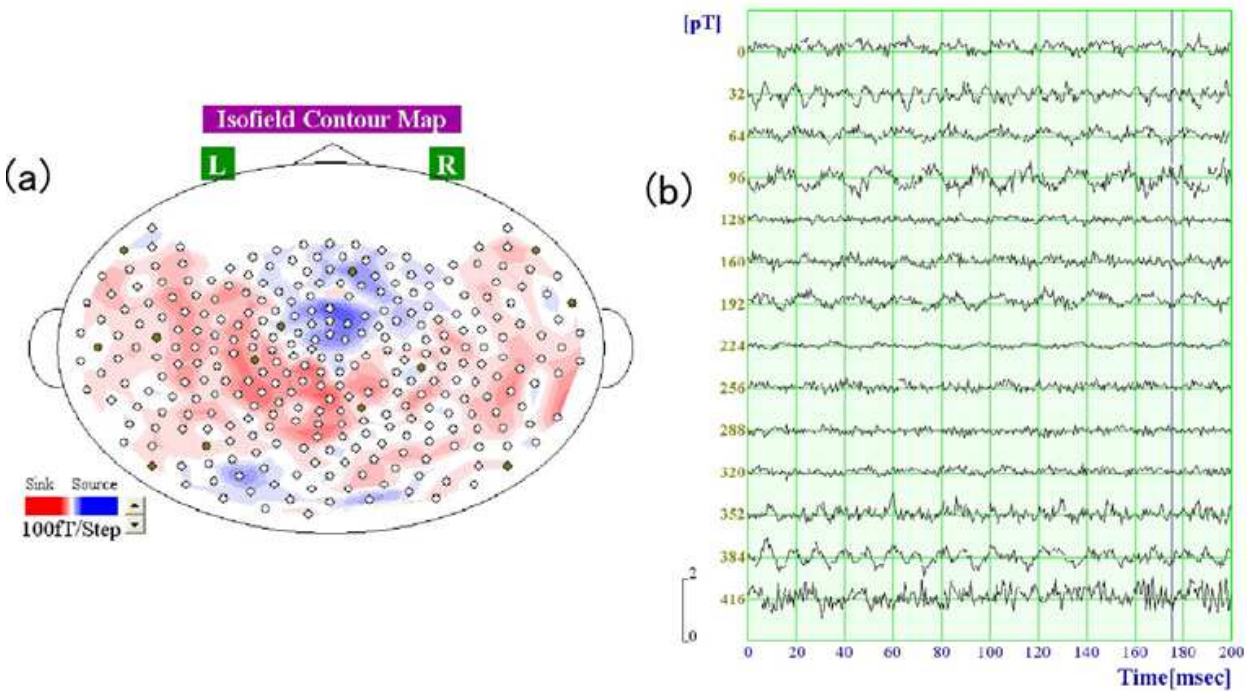 (a)
Isofield Contour Map
L R
Sink Source
100fT/Step
(b)
[pT]
0
32
64
96
128
160
192
224
256
288
320
352
384
416
2
0
0 20 40 60 80 100 120 140 160 180 200
Time[msec]